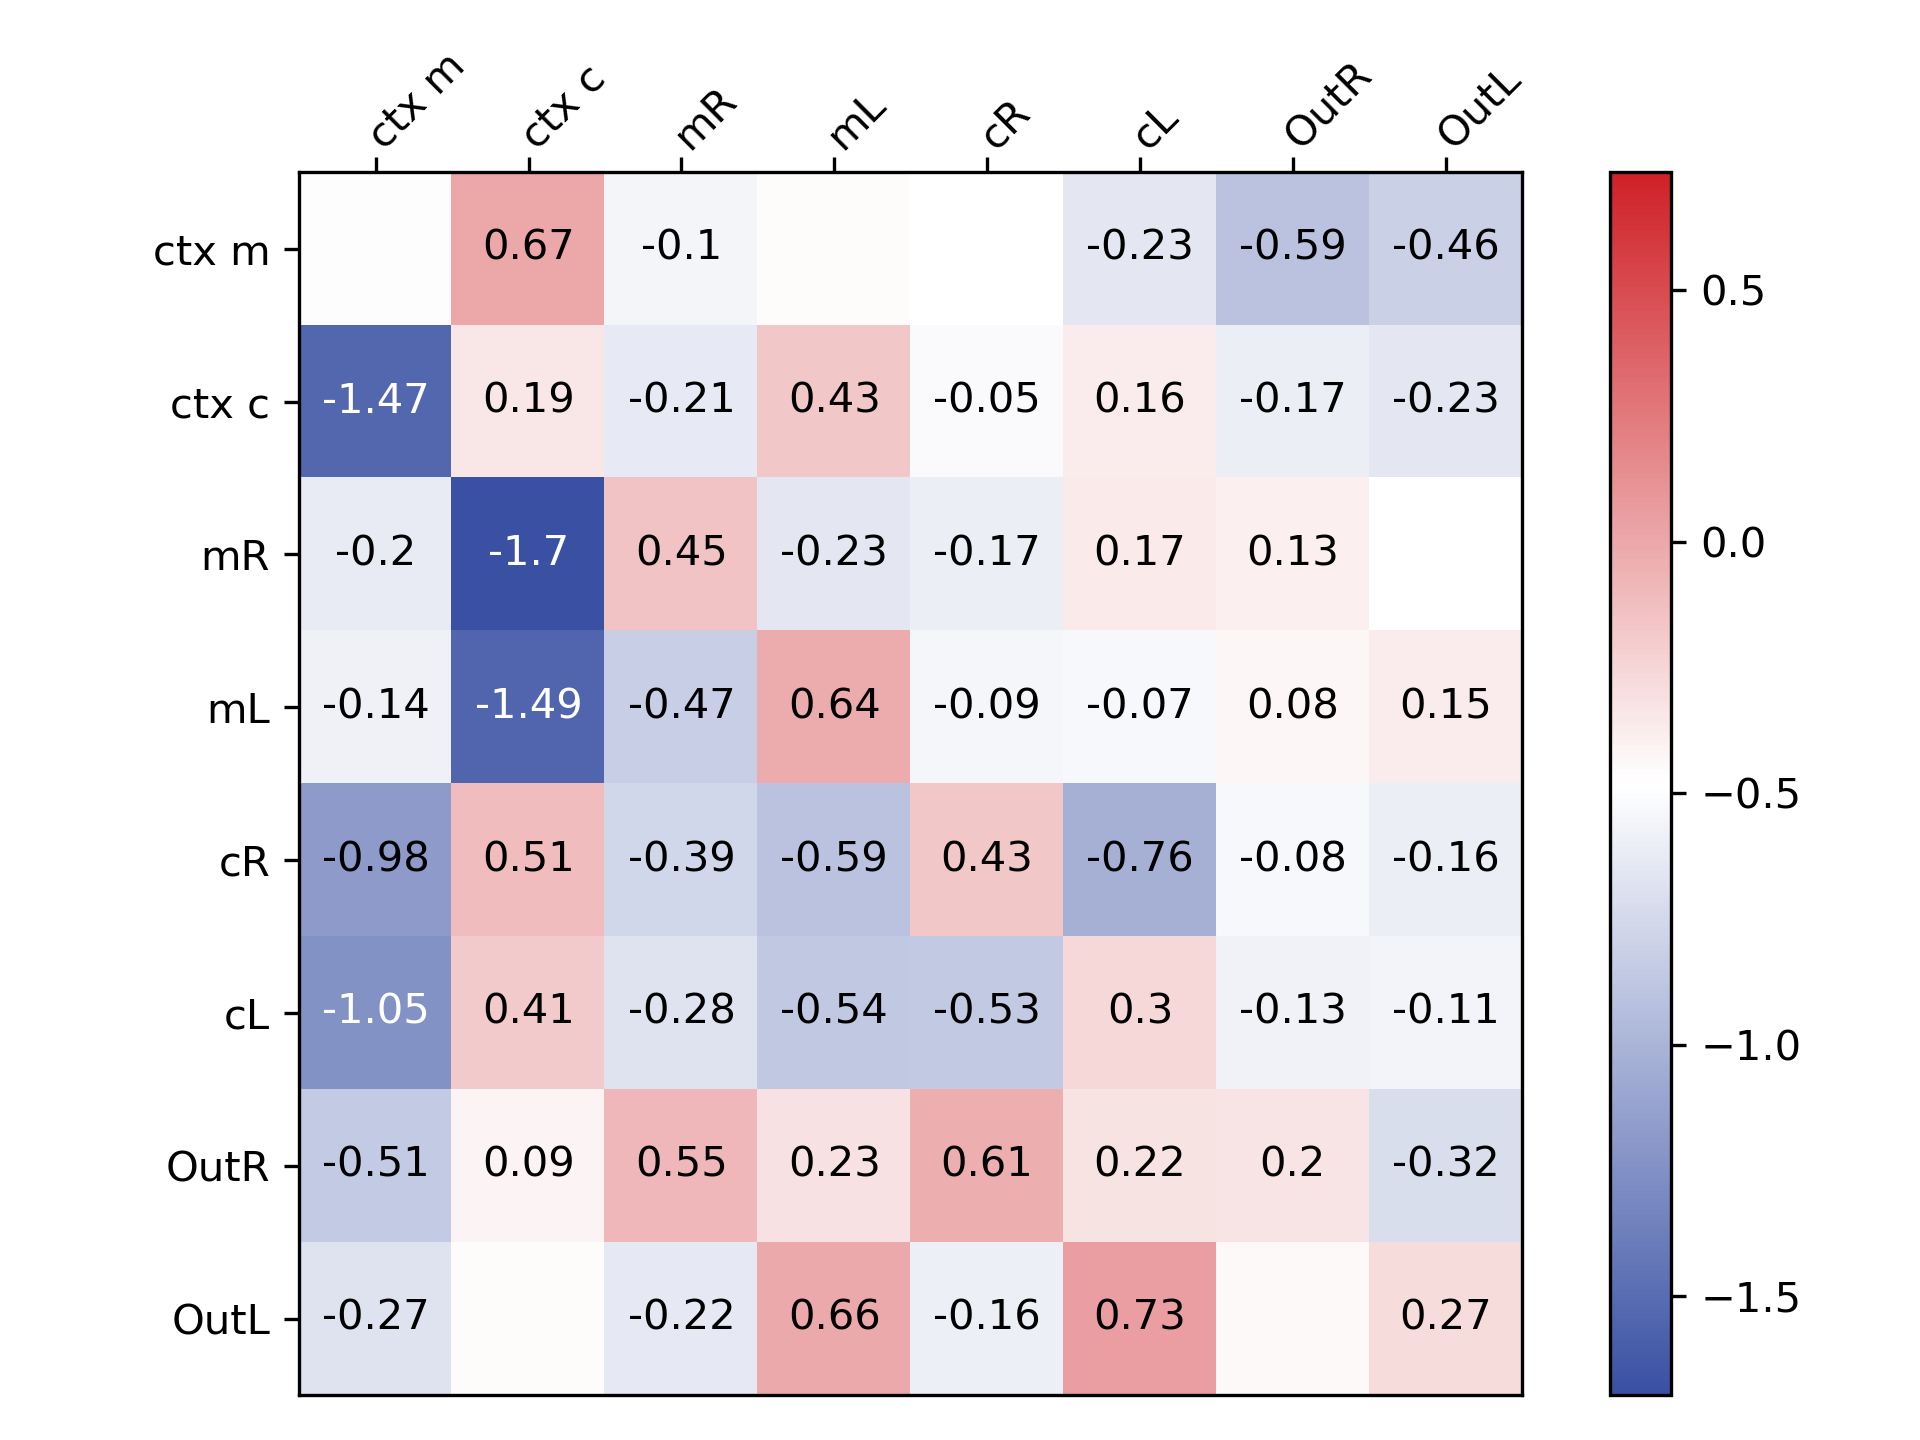 ctx m ctx c mR mL cR cL OutR OutL
ctx m 0.67 -0.1 -0.23 -0.59 -0.46
ctx c -1.47 0.19 -0.21 0.43 -0.05 0.16 -0.17 -0.23
mR -0.2 -1.7 0.45 -0.23 -0.17 0.17 0.13
mL -0.14 -1.49 -0.47 0.64 -0.09 -0.07 0.08 0.15
cR -0.98 0.51 -0.39 -0.59 0.43 -0.76 -0.08 -0.16
cL -1.05 0.41 -0.28 -0.54 -0.53 0.3 -0.13 -0.11
OutR -0.51 0.09 0.55 0.23 0.61 0.22 0.2 -0.32
OutL -0.27 -0.22 0.66 -0.16 0.73 0.27
0.5
0.0
−0.5
−1.0
−1.5